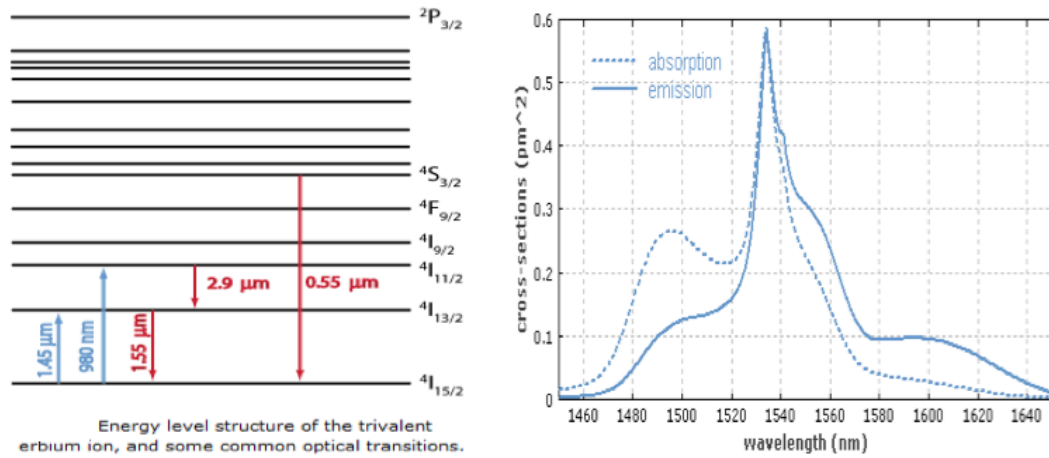 ²P₃/₂
⁴S₃/₂
⁴F₉/₂
⁴I₉/₂
⁴I₁₁/₂
2.9 μm
0.55 μm
⁴I₁₃/₂
1.45 μm
980 nm
1.55 μm
⁴I₁₅/₂
Energy level structure of the trivalent
erbium ion, and some common optical transitions.
0.6
0.5
0.4
0.3
0.2
0.1
0
cross-sections (pm^2)
absorption
emission
1460 1480 1500 1520 1540 1560 1580 1600 1620 1640
wavelength (nm)